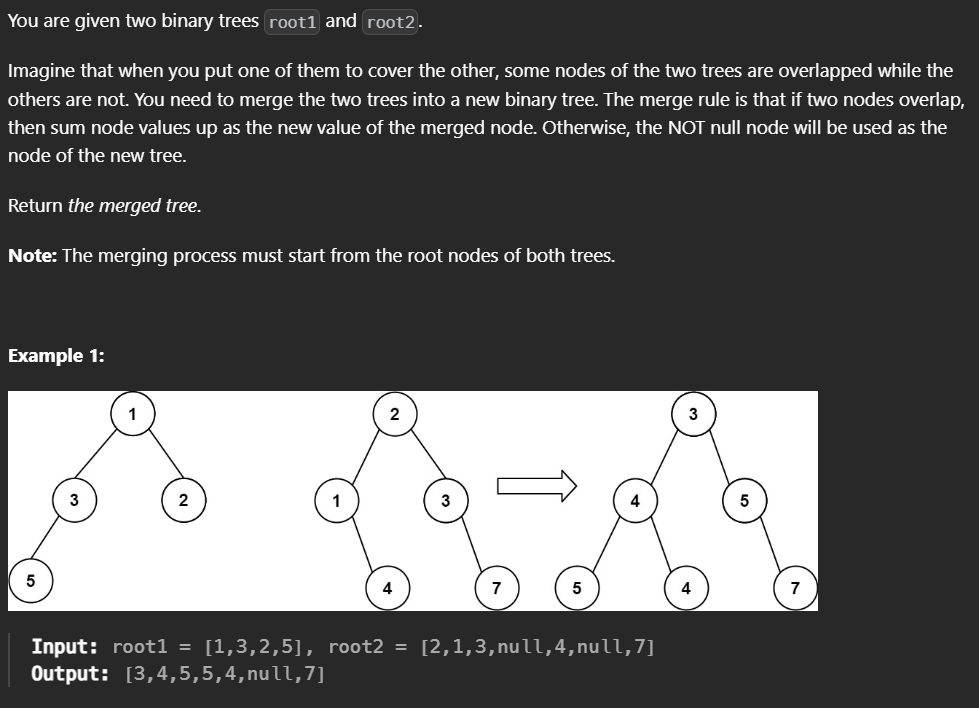 You are given two binary trees root1 and root2.
Imagine that when you put one of them to cover the other, some nodes of the two trees are overlapped while the
others are not. You need to merge the two trees into a new binary tree. The merge rule is that if two nodes overlap,
then sum node values up as the new value of the merged node. Otherwise, the NOT null node will be used as the
node of the new tree.
Return the merged tree.
Note: The merging process must start from the root nodes of both trees.
Example 1:
1 2 3
3 2 1 3 4 5
5 4 7 5 4 7
Input: root1 = [1,3,2,5], root2 = [2,1,3,null,4,null,7]
Output: [3,4,5,5,4,null,7]